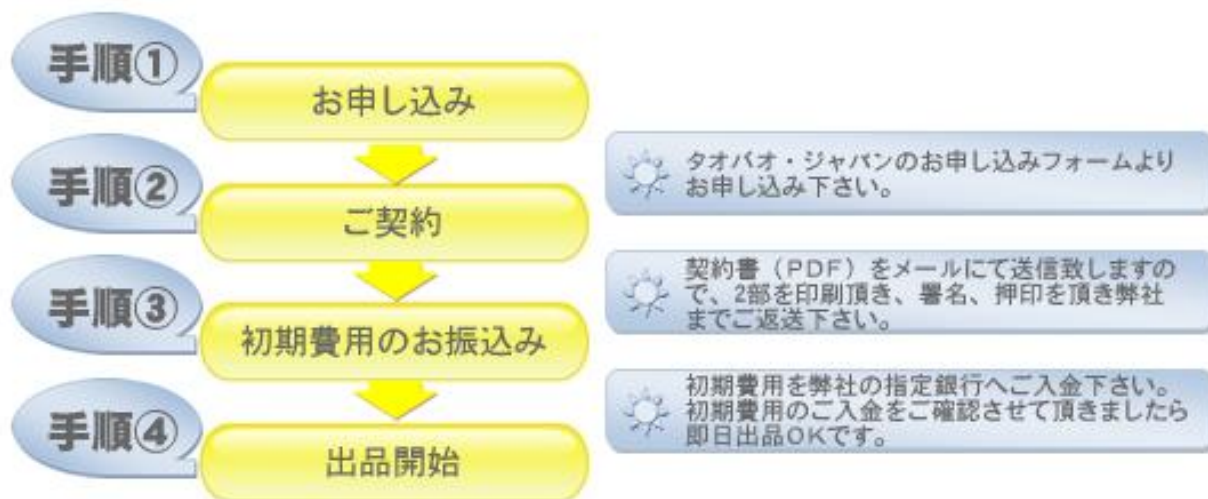 手順①
お申し込み
手順②
タオバオ・ジャパンのお申し込みフォームより
お申し込み下さい。
ご契約
手順③
契約書（PDF）をメールにて送信致しますの
で、2部を印刷頂き、署名、押印を頂き弊社
までご返送下さい。
初期費用のお振込み
手順④
初期費用を弊社の指定銀行へご入金下さい。
初期費用のご入金をご確認させて頂きましたら
即日出品OKです。
出品開始